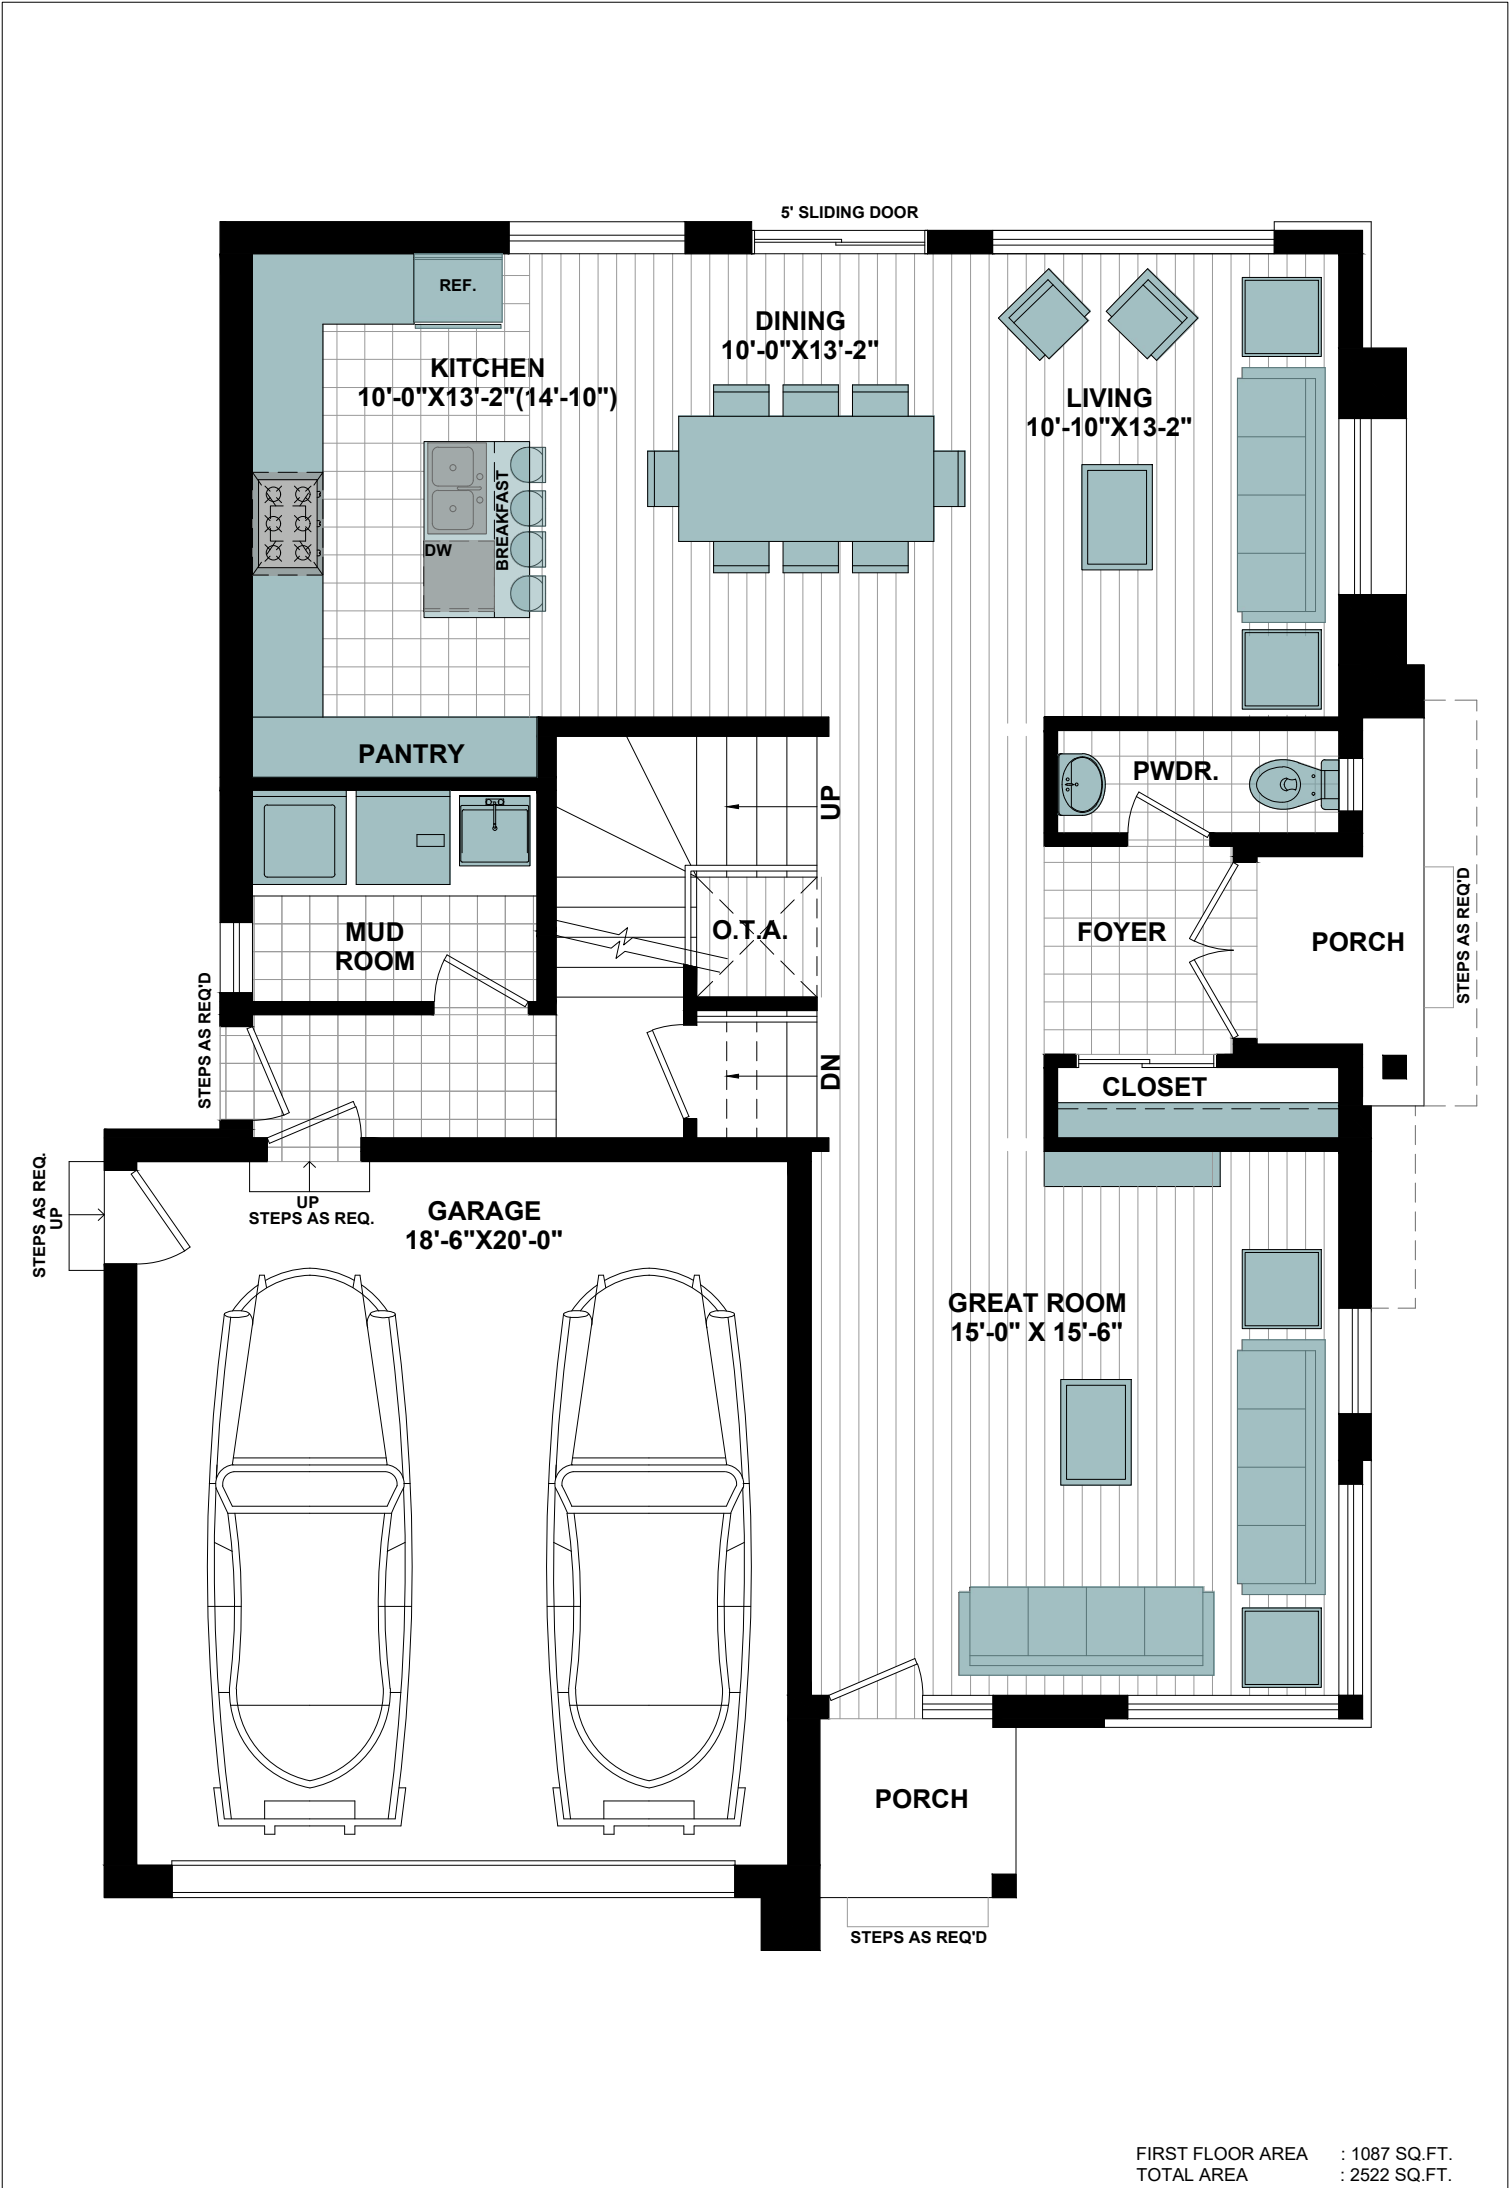 5' SLIDING DOOR
REF.
DINING
10'-0"X13'-2"
KITCHEN
10'-0"X13'-2"(14'-10")
LIVING
10'-10"X13-2"
BREAKFAST
DW
PANTRY
PWDR.
UP
MUD
ROOM
O.T.A.
FOYER
PORCH
STEPS AS REQ'D
STEPS AS REQ'D
DN
CLOSET
STEPS AS REQ.
UP
UP
STEPS AS REQ.
GARAGE
18'-6"X20'-0"
GREAT ROOM
15'-0" X 15'-6"
PORCH
STEPS AS REQ'D
FIRST FLOOR AREA : 1087 SQ.FT.
TOTAL AREA : 2522 SQ.FT.